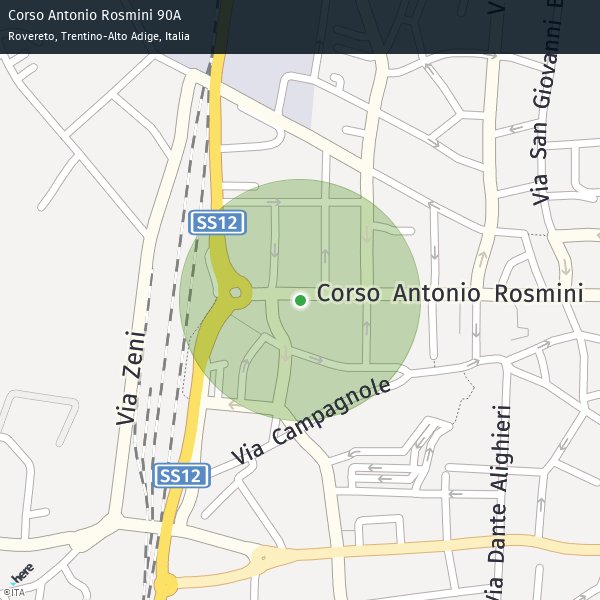 Corso Antonio Rosmini 90A
Rovereto, Trentino-Alto Adige, Italia
Via San Giovanni B
SS12
Corso Antonio Rosmini
Via Zeni
Via Campagnole
SS12
Via Dante Alighieri
here
©ITA